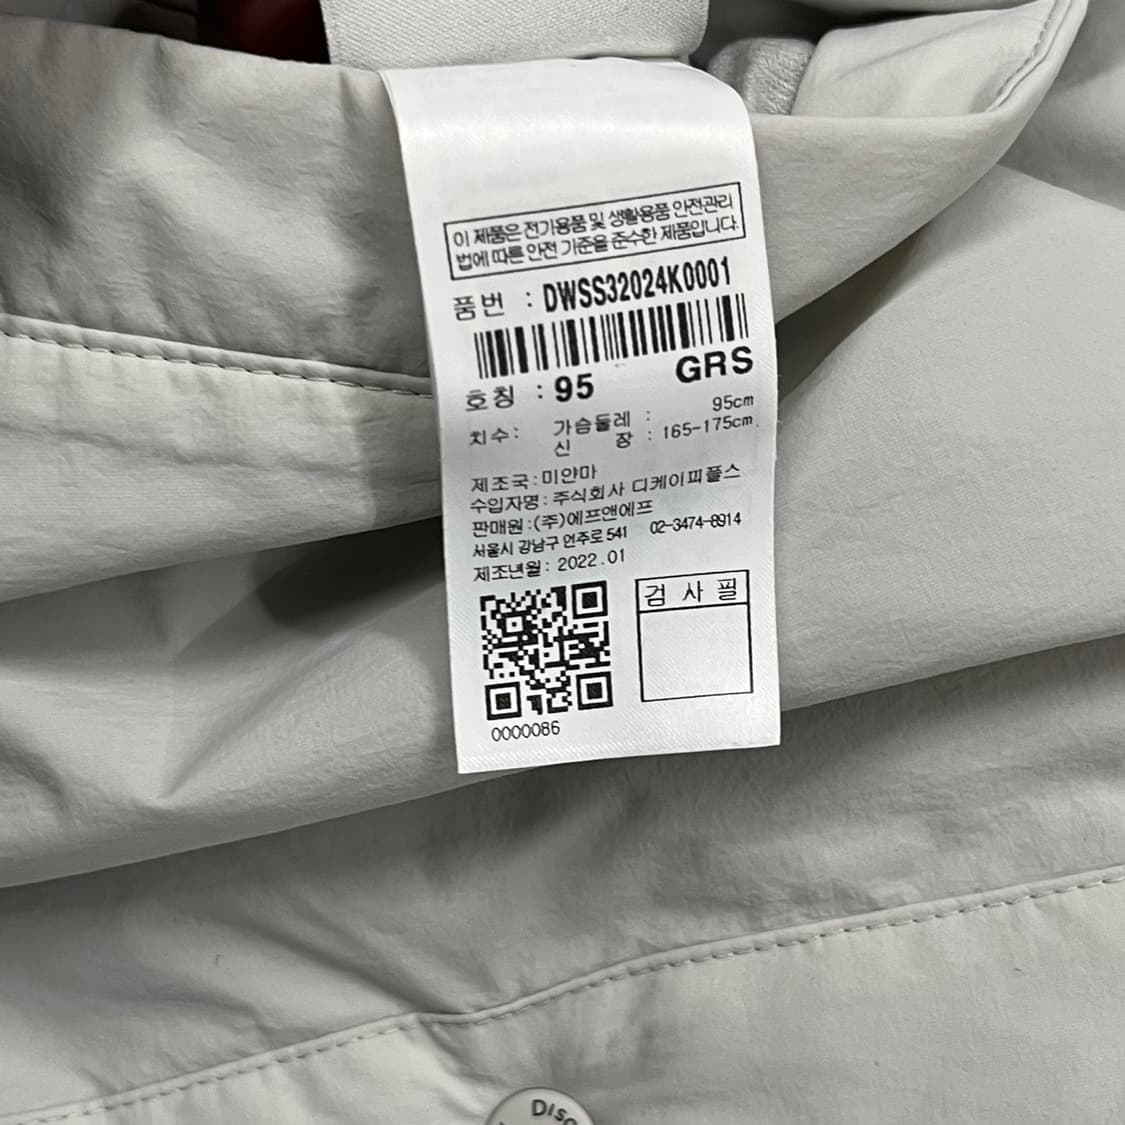 이 제품은 전기용품 및 생활용품 안전관리
법에 따른 안전 기준을 준수한 제품입니다.
품번 : DWSS32024K0001
호칭 : 95 GRS
치수: 가슴둘레 : 95cm
신 장 : 165-175cm.
제조국:미얀마
수입자명: 주식회사 디케이피플스
판매원:(주)에프앤에프
서울시 강남구 언주로 541 02-3474-8914
제조년월: 2022.01
검 사 필
0000086